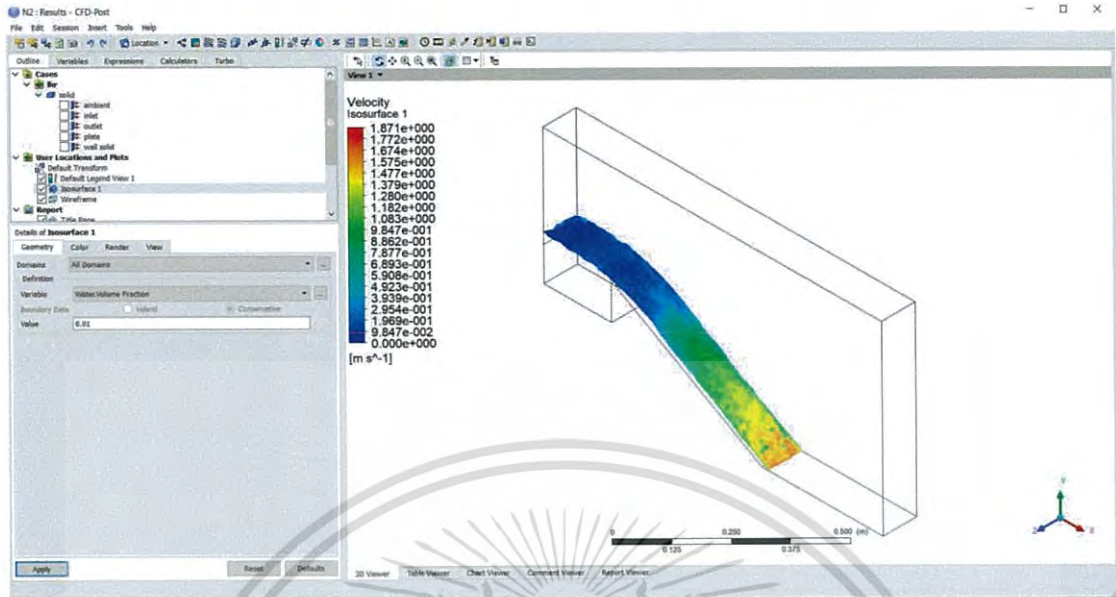 N2 : Results - CFD-Post
File Edit Session Insert Tools Help
Location
Outline Variables Expressions Calculators Turbo
Cases
solid
ambient
inlet
outlet
plate
wall solid
User Locations and Plots
Default Transform
Default Legend View 1
Isosurface 1
Wireframe
Report
Title Page
Details of Isosurface 1
Geometry Color Render View
Domains All Domains
Definition
Variable Water.Volume Fraction
Boundary Data Hybrid Conservative
Value 0.01
Apply Reset Defaults
View 1
Velocity
Isosurface 1
1.871e+000
1.772e+000
1.674e+000
1.575e+000
1.477e+000
1.379e+000
1.280e+000
1.182e+000
1.083e+000
9.847e-001
8.862e-001
7.877e-001
6.893e-001
5.908e-001
4.923e-001
3.939e-001
2.954e-001
1.969e-001
9.847e-002
0.000e+000
[m s^-1]
0 0.250 0.500 (m)
0.125 0.375
Y
Z X
3D Viewer Table Viewer Chart Viewer Comment Viewer Report Viewer